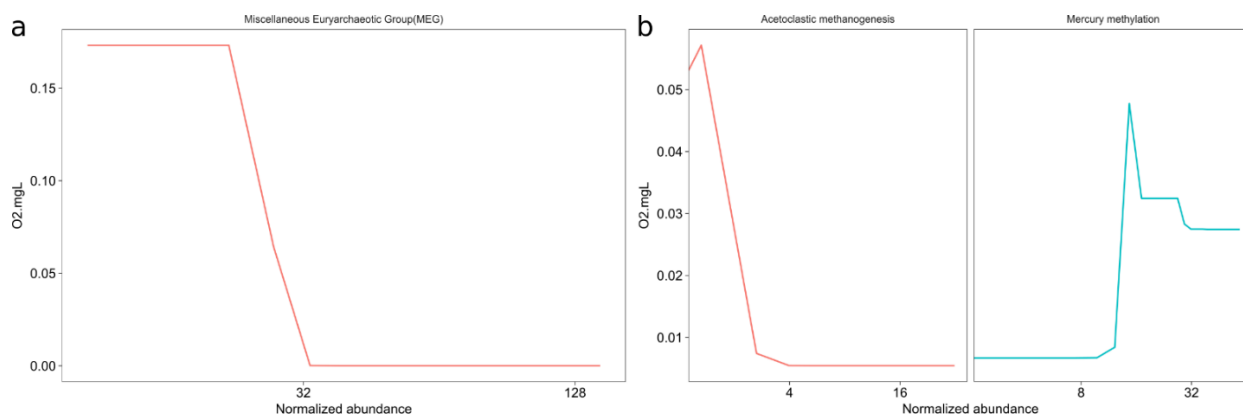 a
Miscellaneous Euryarchaeotic Group(MEG)
O2.mgL
0.15
0.10
0.05
0.00
32
128
Normalized abundance
b
Acetoclastic methanogenesis
Mercury methylation
O2.mgL
0.05
0.04
0.03
0.02
0.01
4
16
8
32
Normalized abundance
Normalized abundance